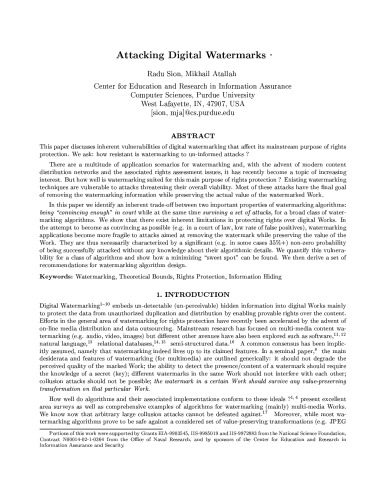 Attacking Digital Watermarks *
Radu Sion, Mikhail Atallah
Center for Education and Research in Information Assurance
Computer Sciences, Purdue University
West Lafayette, IN, 47907, USA
[sion, mja]@cs.purdue.edu
ABSTRACT
This paper discusses inherent vulnerabilities of digital watermarking that affect its mainstream purpose of rights
protection. We ask: how resistant is watermarking to un-informed attacks ?
There are a multitude of application scenarios for watermarking and, with the advent of modern content
distribution networks and the associated rights assessment issues, it has recently become a topic of increasing
interest. But how well is watermarking suited for this main purpose of rights protection ? Existing watermarking
techniques are vulnerable to attacks threatening their overall viability. Most of these attacks have the final goal
of removing the watermarking information while preserving the actual value of the watermarked Work.
In this paper we identify an inherent trade-off between two important properties of watermarking algorithms:
being "convincing enough" in court while at the same time surviving a set of attacks, for a broad class of water-
marking algorithms. We show that there exist inherent limitations in protecting rights over digital Works. In
the attempt to become as convincing as possible (e.g. in a court of law, low rate of false positives), watermarking
applications become more fragile to attacks aimed at removing the watermark while preserving the value of the
Work. They are thus necessarily characterized by a significant (e.g. in some cases 35%+) non-zero probability
of being successfully attacked without any knowledge about their algorithmic details. We quantify this vulnera-
bility for a class of algorithms and show how a minimizing "sweet spot" can be found. We then derive a set of
recommendations for watermarking algorithm design.
Keywords: Watermarking, Theoretical Bounds, Rights Protection, Information Hiding
1. INTRODUCTION
Digital Watermarking1–10 embeds un-detectable (un-perceivable) hidden information into digital Works mainly
to protect the data from unauthorized duplication and distribution by enabling provable rights over the content.
Efforts in the general area of watermarking for rights protection have recently been accelerated by the advent of
on-line media distribution and data outsourcing. Mainstream research has focused on multi-media content wa-
termarking (e.g. audio, video, images) but different other avenues have also been explored such as software,11, 12
natural language,13 relational databases,14, 15 semi-structured data.16 A common consensus has been implic-
itly assumed, namely that watermarking indeed lives up to its claimed features. In a seminal paper,6 the main
desiderata and features of watermarking (for multimedia) are outlined generically: it should not degrade the
perceived quality of the marked Work; the ability to detect the presence/content of a watermark should require
the knowledge of a secret (key); different watermarks in the same Work should not interfere with each other;
collusion attacks should not be possible; the watermark in a certain Work should survive any value-preserving
transformation on that particular Work.
How well do algorithms and their associated implementations conform to these ideals ? present excellent
area surveys as well as comprehensive examples of algorithms for watermarking (mainly) multi-media Works.
We know now that arbitrary large collusion attacks cannot be defeated against.17 Moreover, while most wa-
termarking algorithms prove to be safe against a considered set of value-preserving transformations (e.g. JPEG
Portions of this work were supported by Grants EIA-9903545, IIS-9985019 and IIS-9972883 from the National Science Foundation,
Contract N00014-02-1-0364 from the Office of Naval Research, and by sponsors of the Center for Education and Research in
Information Assurance and Security.